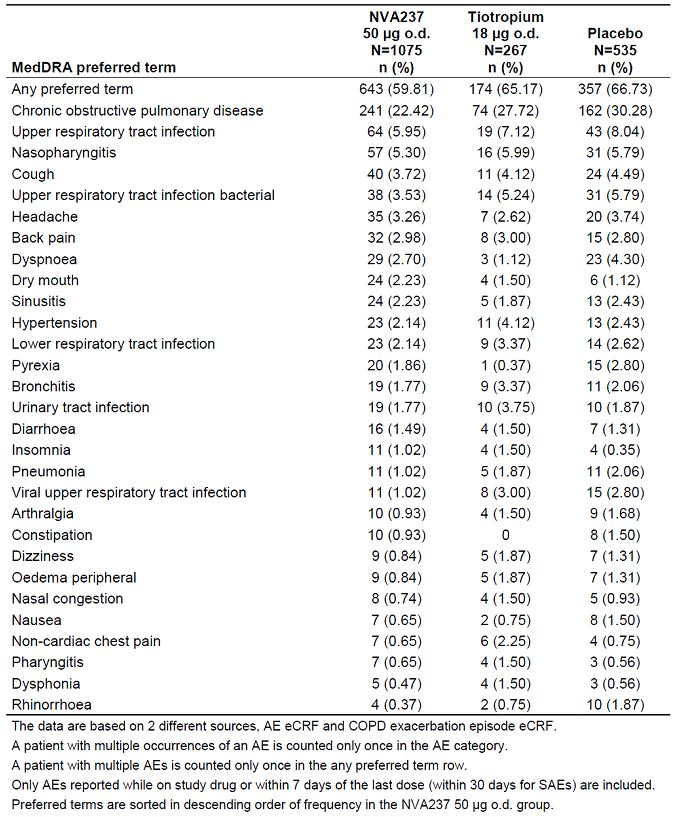 NVA237 Tiotropium
50 µg o.d. 18 µg o.d. Placebo
N=1075 N=267 N=535
MedDRA preferred term n (%) n (%) n (%)
Any preferred term 643 (59.81) 174 (65.17) 357 (66.73)
Chronic obstructive pulmonary disease 241 (22.42) 74 (27.72) 162 (30.28)
Upper respiratory tract infection 64 (5.95) 19 (7.12) 43 (8.04)
Nasopharyngitis 57 (5.30) 16 (5.99) 31 (5.79)
Cough 40 (3.72) 11 (4.12) 24 (4.49)
Upper respiratory tract infection bacterial 38 (3.53) 14 (5.24) 31 (5.79)
Headache 35 (3.26) 7 (2.62) 20 (3.74)
Back pain 32 (2.98) 8 (3.00) 15 (2.80)
Dyspnoea 29 (2.70) 3 (1.12) 23 (4.30)
Dry mouth 24 (2.23) 4 (1.50) 6 (1.12)
Sinusitis 24 (2.23) 5 (1.87) 13 (2.43)
Hypertension 23 (2.14) 11 (4.12) 13 (2.43)
Lower respiratory tract infection 23 (2.14) 9 (3.37) 14 (2.62)
Pyrexia 20 (1.86) 1 (0.37) 15 (2.80)
Bronchitis 19 (1.77) 9 (3.37) 11 (2.06)
Urinary tract infection 19 (1.77) 10 (3.75) 10 (1.87)
Diarrhoea 16 (1.49) 4 (1.50) 7 (1.31)
Insomnia 11 (1.02) 4 (1.50) 4 (0.35)
Pneumonia 11 (1.02) 5 (1.87) 11 (2.06)
Viral upper respiratory tract infection 11 (1.02) 8 (3.00) 15 (2.80)
Arthralgia 10 (0.93) 4 (1.50) 9 (1.68)
Constipation 10 (0.93) 0 8 (1.50)
Dizziness 9 (0.84) 5 (1.87) 7 (1.31)
Oedema peripheral 9 (0.84) 5 (1.87) 7 (1.31)
Nasal congestion 8 (0.74) 4 (1.50) 5 (0.93)
Nausea 7 (0.65) 2 (0.75) 8 (1.50)
Non-cardiac chest pain 7 (0.65) 6 (2.25) 4 (0.75)
Pharyngitis 7 (0.65) 4 (1.50) 3 (0.56)
Dysphonia 5 (0.47) 4 (1.50) 3 (0.56)
Rhinorrhoea 4 (0.37) 2 (0.75) 10 (1.87)
The data are based on 2 different sources, AE eCRF and COPD exacerbation episode eCRF.
A patient with multiple occurrences of an AE is counted only once in the AE category.
A patient with multiple AEs is counted only once in the any preferred term row.
Only AEs reported while on study drug or within 7 days of the last dose (within 30 days for SAEs) are included.
Preferred terms are sorted in descending order of frequency in the NVA237 50 µg o.d. group.